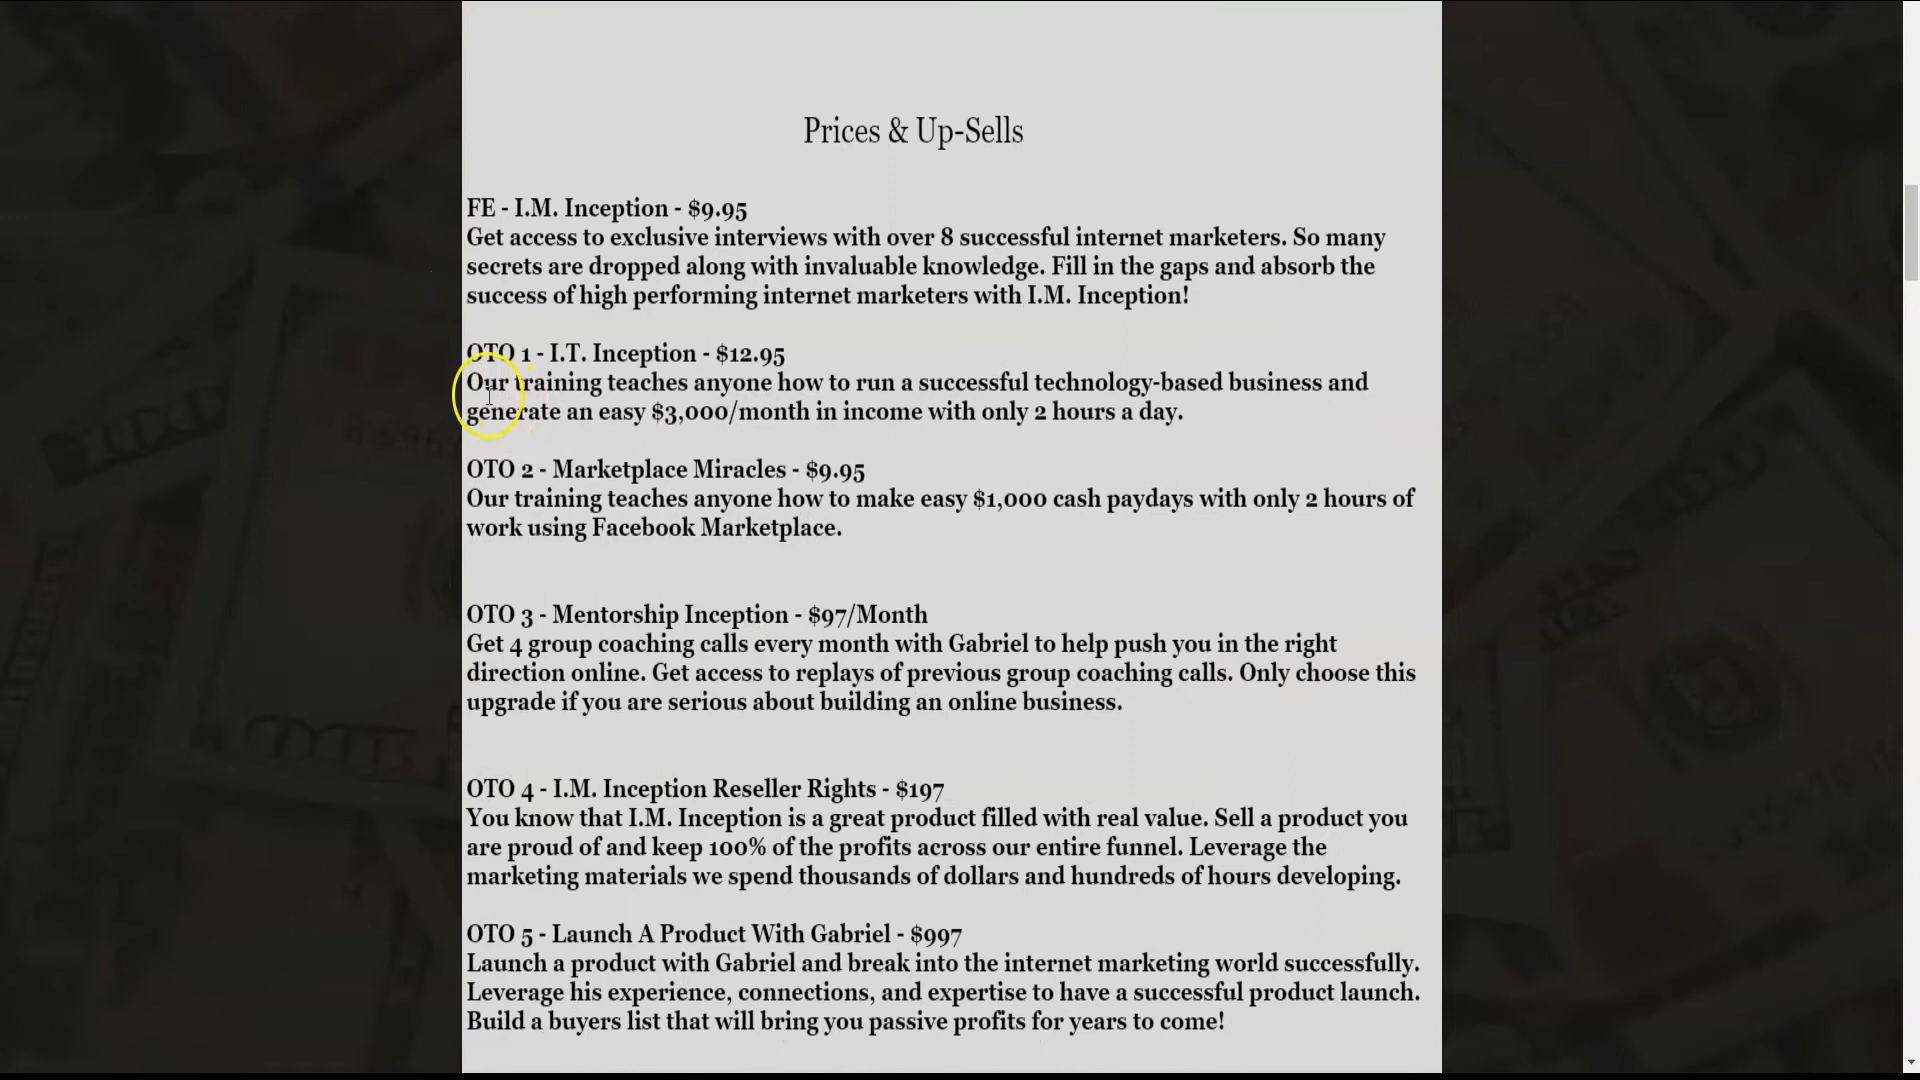 Prices & Up-Sells
FE - I.M. Inception - $9.95
Get access to exclusive interviews with over 8 successful internet marketers. So many
secrets are dropped along with invaluable knowledge. Fill in the gaps and absorb the
success of high performing internet marketers with I.M. Inception!
OTO 1 - I.T. Inception - $12.95
Our training teaches anyone how to run a successful technology-based business and
generate an easy $3,000/month in income with only 2 hours a day.
OTO 2 - Marketplace Miracles - $9.95
Our training teaches anyone how to make easy $1,000 cash paydays with only 2 hours of
work using Facebook Marketplace.
OTO 3 - Mentorship Inception - $97/Month
Get 4 group coaching calls every month with Gabriel to help push you in the right
direction online. Get access to replays of previous group coaching calls. Only choose this
upgrade if you are serious about building an online business.
OTO 4 - I.M. Inception Reseller Rights - $197
You know that I.M. Inception is a great product filled with real value. Sell a product you
are proud of and keep 100% of the profits across our entire funnel. Leverage the
marketing materials we spend thousands of dollars and hundreds of hours developing.
OTO 5 - Launch A Product With Gabriel - $997
Launch a product with Gabriel and break into the internet marketing world successfully.
Leverage his experience, connections, and expertise to have a successful product launch.
Build a buyers list that will bring you passive profits for years to come!